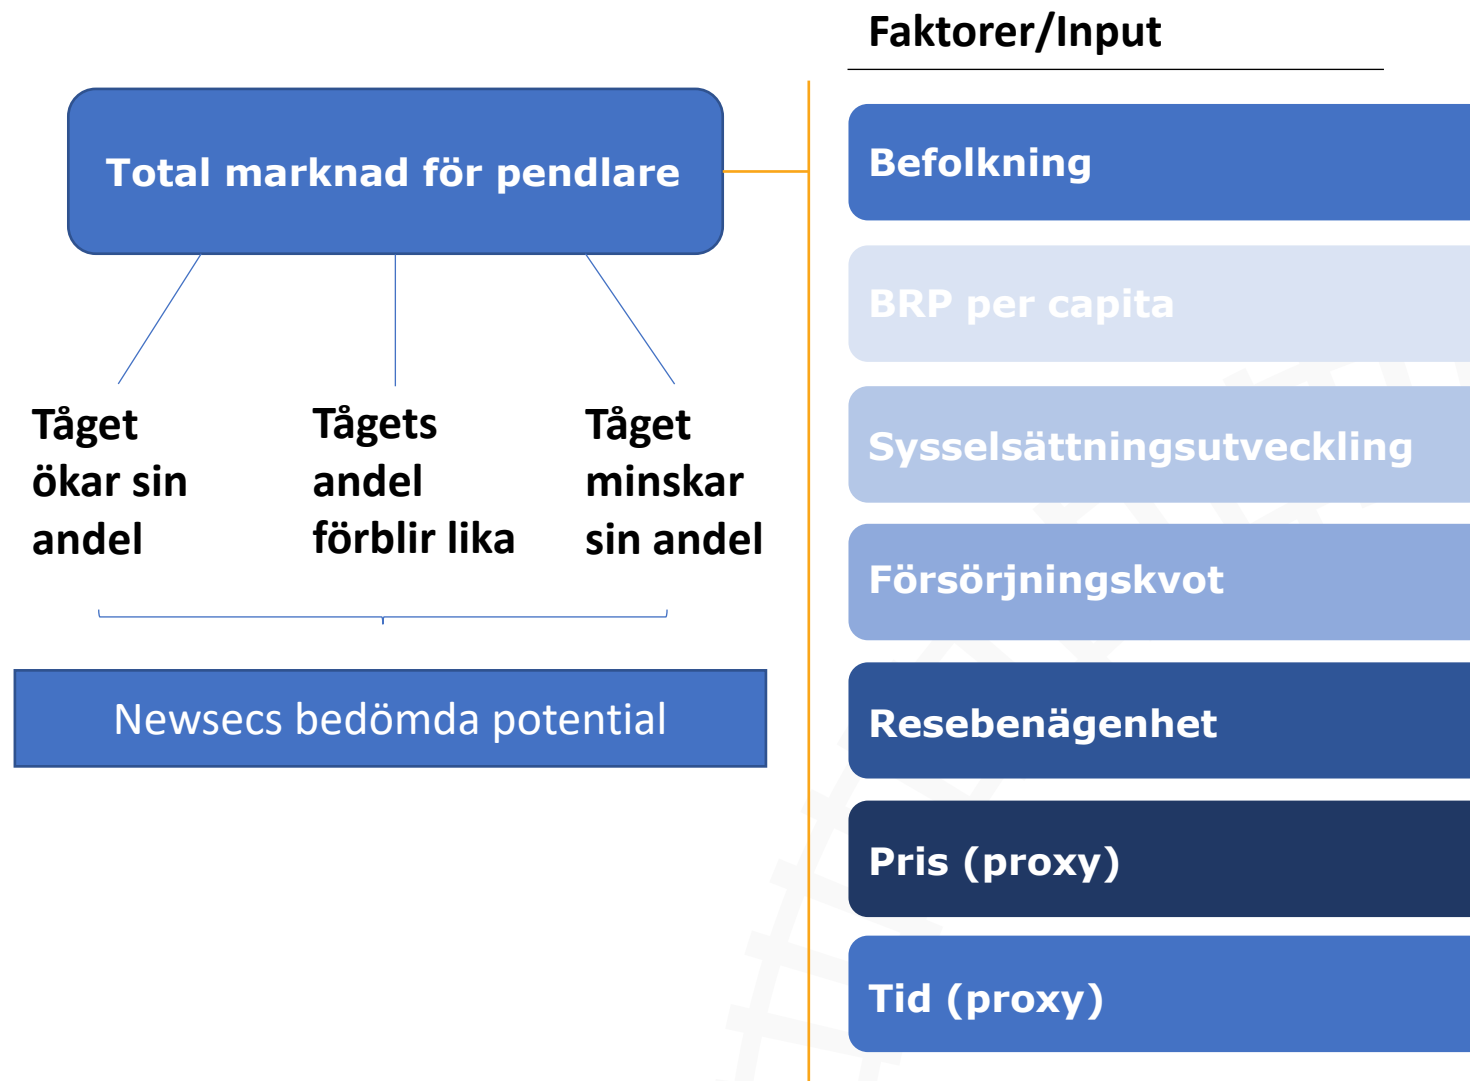 Total marknad för pendlare
Tåget
ökar sin
andel
Tågets
andel
förblir lika
Tåget
minskar
sin andel
Newsecs bedömda potential
Faktorer/Input
Befolkning
BRP per capita
Sysselsättningsutveckling
Försörjningskvot
Resebenägenhet
Pris (proxy)
Tid (proxy)